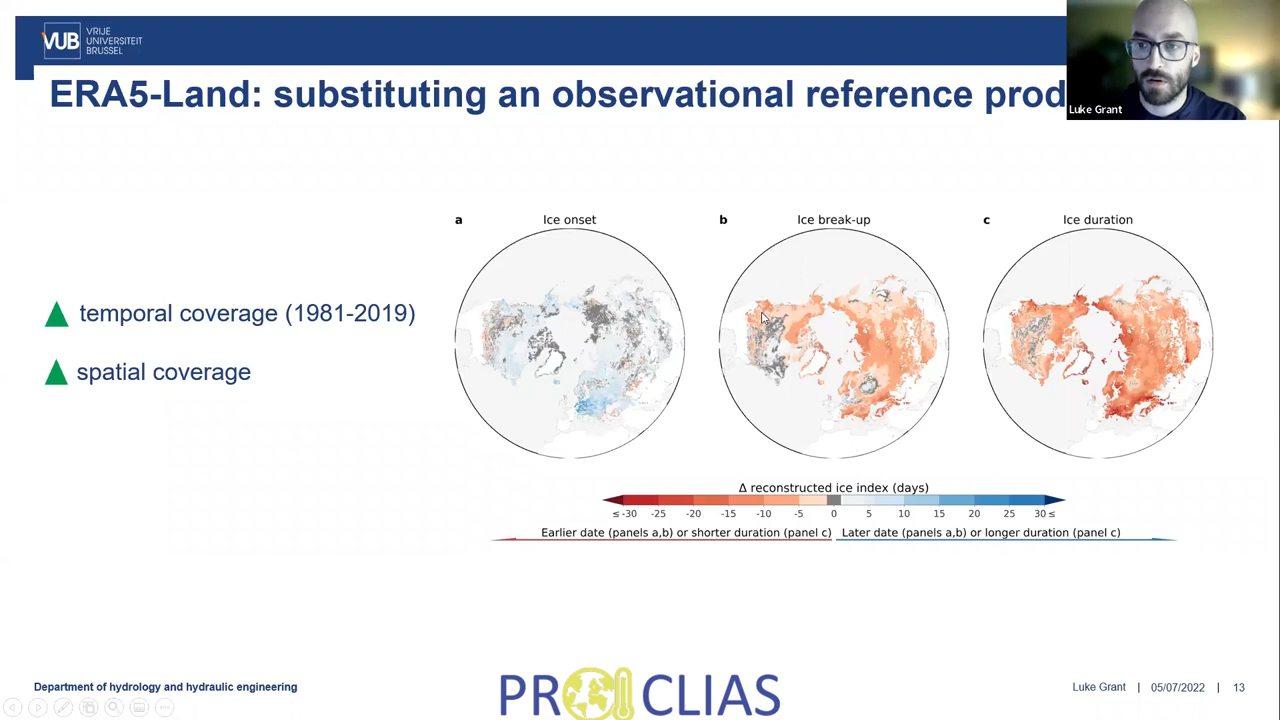 VUB
VRIJE
UNIVERSITEIT
BRUSSEL
Luke Grant
ERA5-Land: substituting an observational reference prod
a Ice onset
b Ice break-up
c Ice duration
temporal coverage (1981-2019)
spatial coverage
Δ reconstructed ice index (days)
≤ -30 -25 -20 -15 -10 -5 0 5 10 15 20 25 30 ≤
Earlier date (panels a,b) or shorter duration (panel c) Later date (panels a,b) or longer duration (panel c)
Department of hydrology and hydraulic engineering
PROCLIAS
Luke Grant | 05/07/2022 | 13